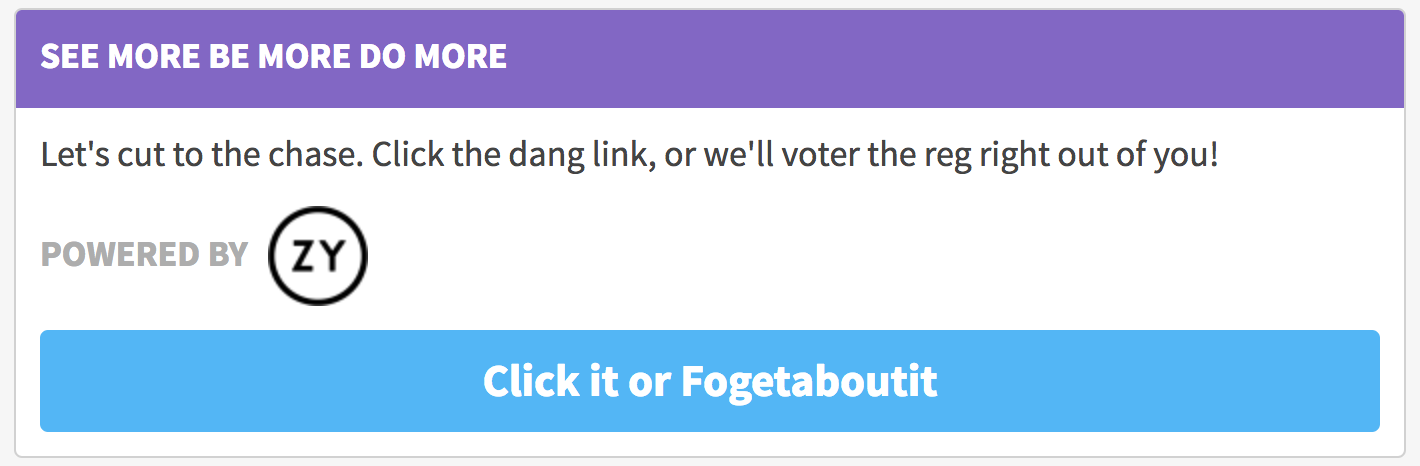 SEE MORE BE MORE DO MORE
Let's cut to the chase. Click the dang link, or we'll voter the reg right out of you!
POWERED BY ZY
Click it or Fogetaboutit